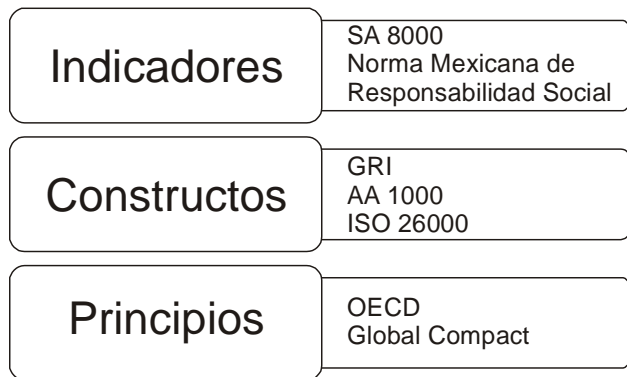 Indicadores
SA 8000
Norma Mexicana de
Responsabilidad Social
Constructos
GRI
AA 1000
ISO 26000
Principios
OECD
Global Compact